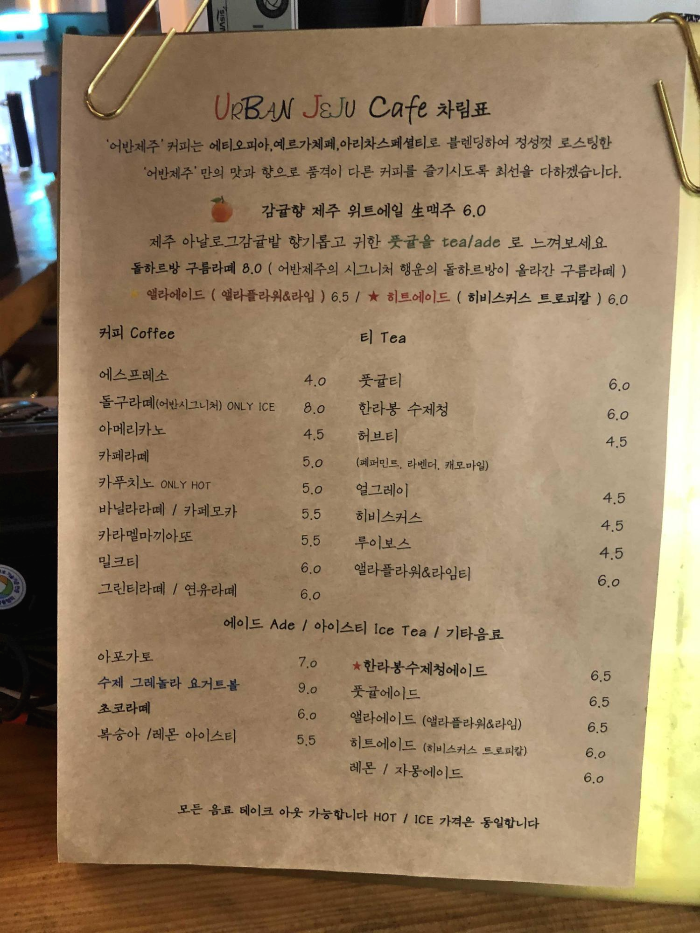 URBAN JEJU Cafe 차림표
'어반제주' 커피는 에티오피아,예르가체페,아리차스페셜티로 블렌딩하여 정성껏 로스팅한
'어반제주' 만의 맛과 향으로 품격이 다른 커피를 즐기시도록 최선을 다하겠습니다.
감귤향 제주 위트에일 生맥주 6.0
제주 아날로그감귤밭 향기롭고 귀한 풋귤을 tea/ade 로 느껴보세요
돌하르방 구름라떼 8.0 ( 어반제주의 시그니처 행운의 돌하르방이 올라간 구름라떼 )
★ 앨라에이드 ( 앨라플라워&라임 ) 6.5 / ★ 히트에이드 ( 히비스커스 트로피칼 ) 6.0
커피 Coffee
에스프레소 4.0
돌구라떼(어반시그니처) ONLY ICE 8.0
아메리카노 4.5
카페라떼 5.0
카푸치노 ONLY HOT 5.0
바닐라라떼 / 카페모카 5.5
카라멜마끼아또 5.5
밀크티 6.0
그린티라떼 / 연유라떼 6.0
티 Tea
풋귤티 6.0
한라봉 수제청 6.0
허브티 4.5
(페퍼민트, 라벤더, 캐모마일)
얼그레이 4.5
히비스커스 4.5
루이보스 4.5
앨라플라워&라임티 6.0
에이드 Ade / 아이스티 Ice Tea / 기타음료
아포가토 7.0
수제 그레놀라 요거트볼 9.0
초코라떼 6.0
복숭아 /레몬 아이스티 5.5
★한라봉수제청에이드 6.5
풋귤에이드 6.5
앨라에이드 (앨라플라워&라임) 6.5
히트에이드 (히비스커스 트로피칼) 6.0
레몬 / 자몽에이드 6.0
모든 음료 테이크 아웃 가능합니다 HOT / ICE 가격은 동일합니다